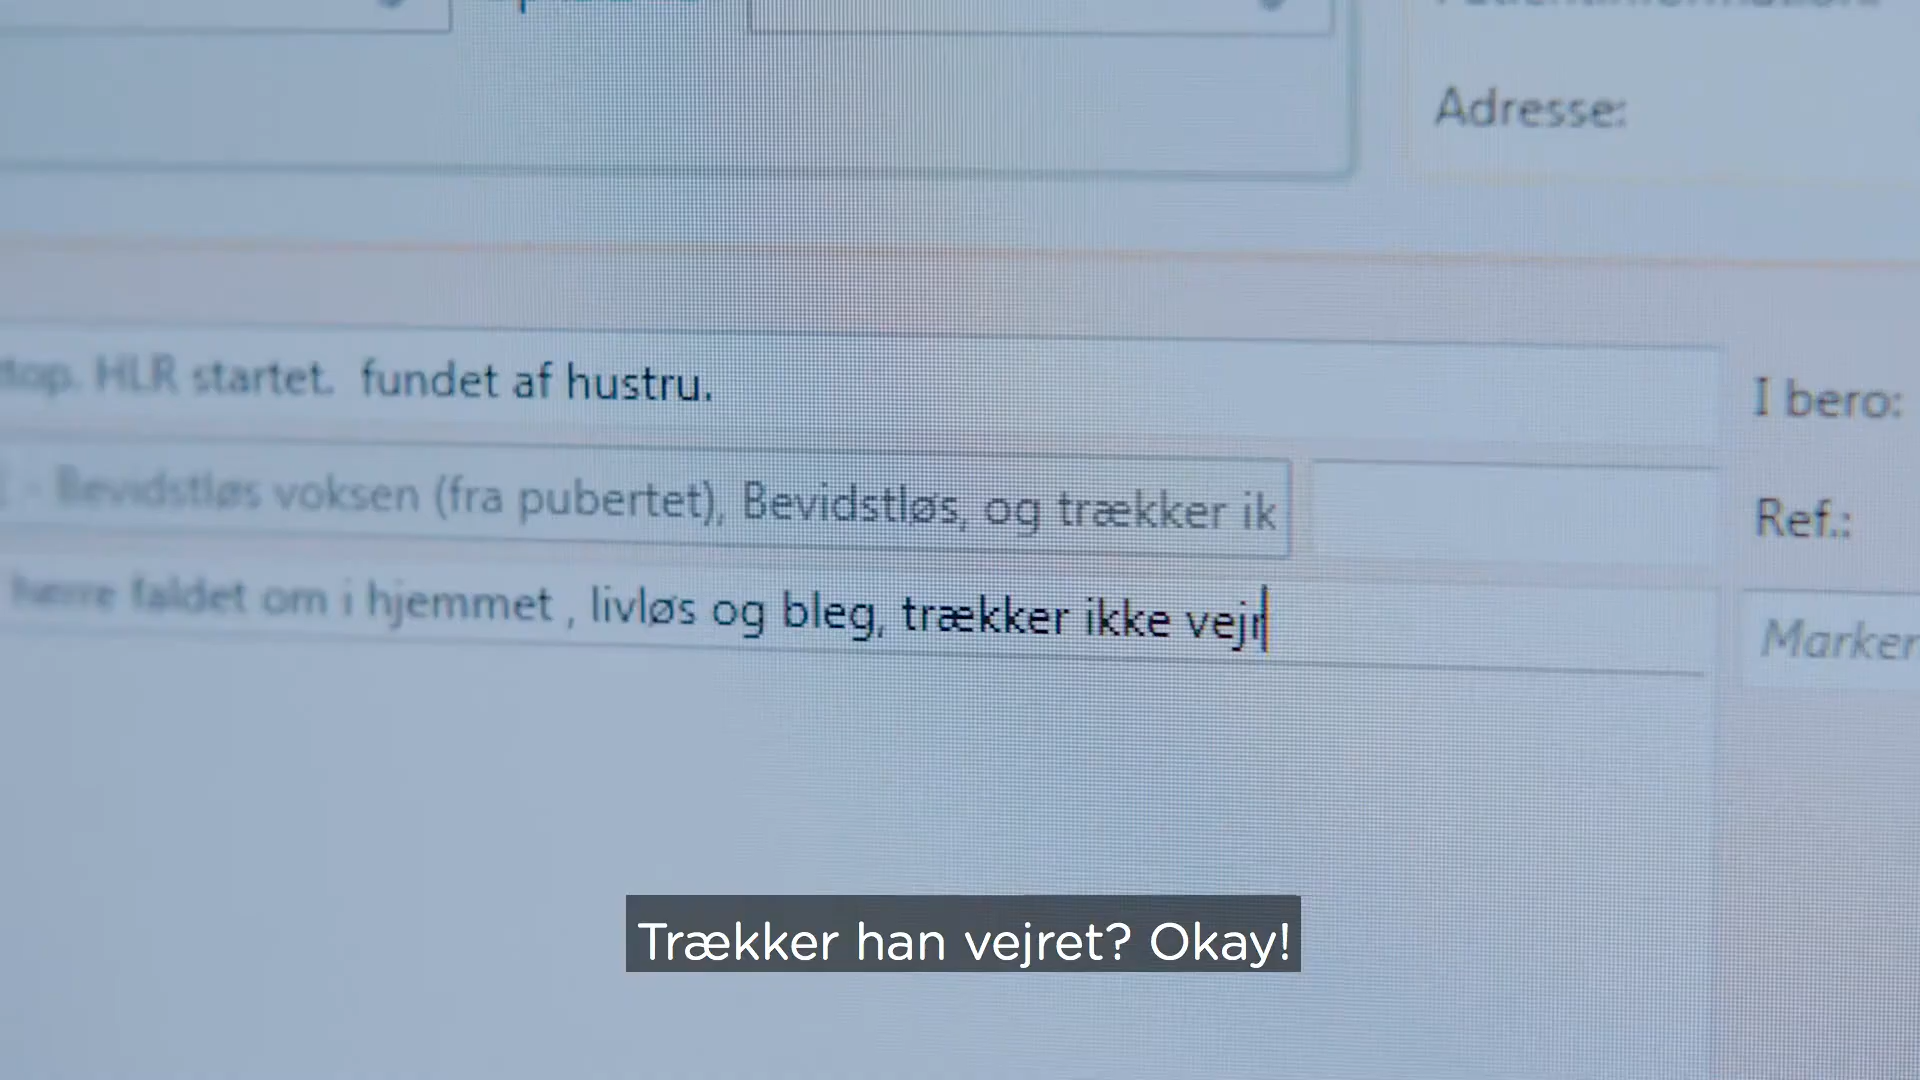 Adresse:
HLR startet. fundet af hustru.
I bero:
- Bevidstløs voksen (fra pubertet), Bevidstløs, og trækker ik
Ref.:
herre faldet om i hjemmet , livløs og bleg, trækker ikke vejr
Marker
Trækker han vejret? Okay!